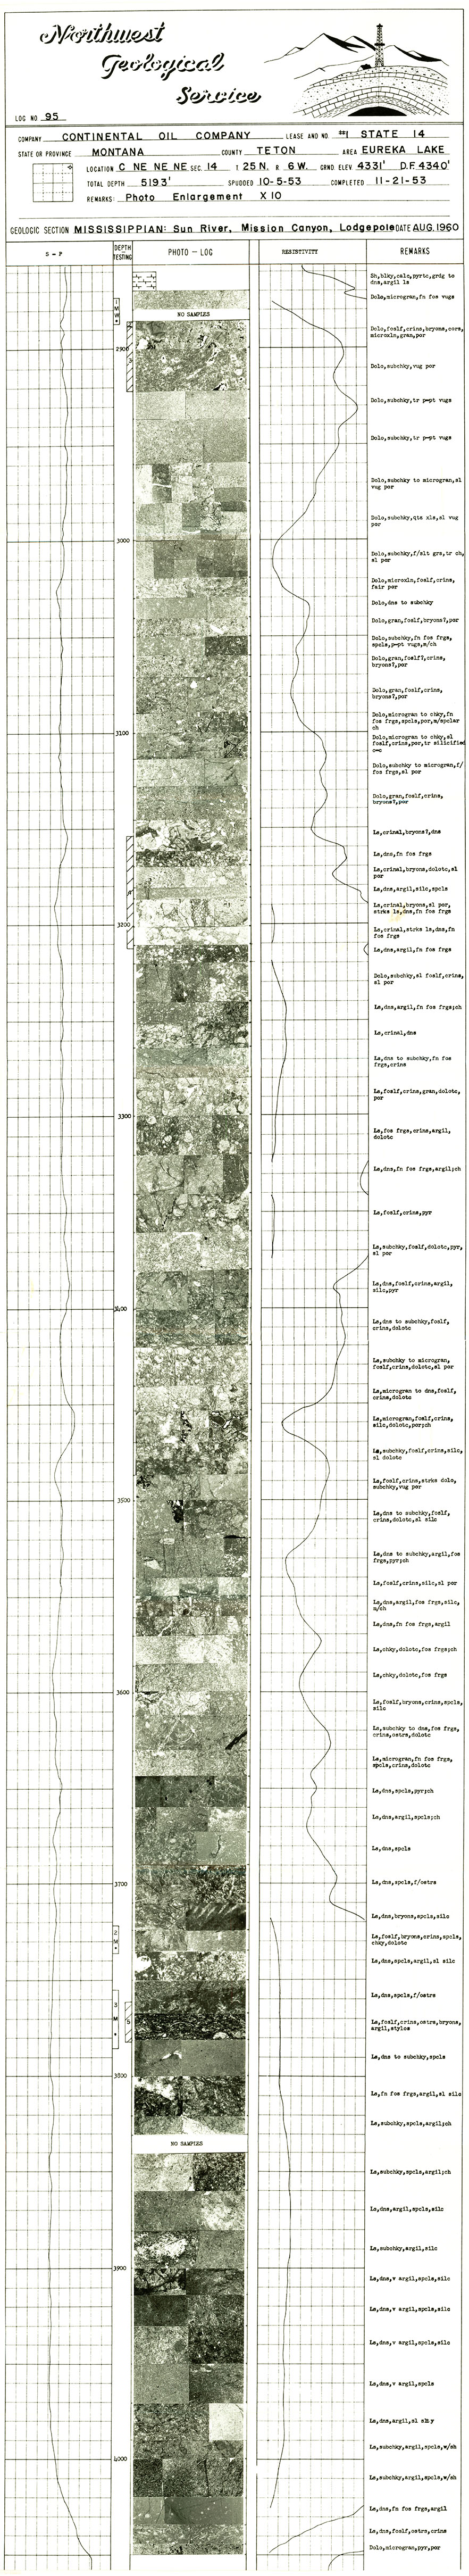 Northwest
Geological
Service
LOG NO 95
COMPANY CONTINENTAL OIL COMPANY LEASE AND NO #1 STATE 14
STATE OR PROVINCE MONTANA COUNTY TETON AREA EUREKA LAKE
LOCATION C NE NE NE SEC. 14 T 25 N. R 6 W. GRND. ELEV 4331' D.F. 4340'
TOTAL DEPTH 5193' SPUDDED 10-5-53 COMPLETED 11-21-53
REMARKS: Photo Enlargement X 10
GEOLOGIC SECTION MISSISSIPPIAN: Sun River, Mission Canyon, Lodgepole DATE AUG. 1960
S - P
DEPTH
TESTING
PHOTO - LOG
RESISTIVITY
REMARKS
Sh,blky,calc,pyrtc,grdg to
dns,argil ls
1
M
W
Dolo,microgran,fn fos vugs
NO SAMPLES
Dolo,foslf,crins,bryons,cors,
microxln,gran,por
2900
Dolo,subchky,vug por
Dolo,subchky,tr p-pt vugs
Dolo,subchky,tr p-pt vugs
Dolo,subchky to microgran,sl
vug por
Dolo,subchky,qtz xls,sl vug
por
3000
Dolo,subchky,f/slt grs,tr ch,
sl por
Dolo,microxln,foslf,crins,
fair por
Dolo,dns to subchky
Dolo,gran,foslf,bryons?,por
Dolo,subchky,fn fos frgs,
spcls,p-pt vugs,w/ch
Dolo,gran,foslf?,crins,
bryons?,por
Dolo,gran,foslf,crins,
bryons?,por
Dolo,microgran to chky,fn
fos frgs,spcls,por,w/spclar
ch
3100
Dolo,microgran to chky,sl
foslf,crins,por,tr silicified
c-c
Dolo,subchky to microgran,f/
fos frgs,sl por
Dolo,gran,foslf,crins,
bryons?,por
Ls,crinal,bryons?,dns
Ls,dns,fn fos frgs
Ls,crinal,bryons,dolotc,sl
por
Ls,dns,argil,silc,spcls
Ls,crinal,bryons,sl por,
strks ls,dns,fn fos frgs
3200
Ls,crinal,strks ls,dns,fn
fos frgs
Ls,dns,argil,fn fos frgs
Dolo,subchky,sl foslf,crins,
sl por
Ls,dns,argil,fn fos frgs;ch
Ls,crinal,dns
Ls,dns to subchky,fn fos
frgs,crins
Ls,foslf,crins,gran,dolotc,
por
3300
Ls,fos frgs,crins,argil,
dolotc
Ls,dns,fn fos frgs,argil;ch
Ls,foslf,crins,pyr
Ls,subchky,foslf,dolotc,pyr,
sl por
Ls,dns,foslf,crins,argil,
silc,pyr
3400
Ls,dns to subchky,foslf,
crins,dolotc
Ls,subchky to microgran,
foslf,crins,dolotc,sl por
Ls,microgran to dns,foslf,
crins,dolotc
Ls,microgran,foslf,crins,
silc,dolotc,por;ch
Ls,subchky,foslf,crins,silc,
sl dolotc
Ls,foslf,crins,strks dolo,
subchky,vug por
3500
Ls,dns to subchky,foslf,
crins,dolotc,sl silc
Ls,dns to subchky,argil,fos
frgs,pyr;ch
Ls,foslf,crins,silc,sl por
Ls,dns,argil,fos frgs,silc,
w/ch
Ls,dns,fn fos frgs,argil
Ls,chky,dolotc,fos frgs;ch
Ls,chky,dolotc,fos frgs
3600
Ls,foslf,bryons,crins,spcls,
silc
Ls,subchky to dns,fos frgs,
crins,ostrs,dolotc
Ls,microgran,fn fos frgs,
spcls,crins,dolotc
Ls,dns,spcls,pyr;ch
Ls,dns,argil,spcls;ch
Ls,dns,spcls
3700
Ls,dns,spcls,f/ostrs
Ls,dns,bryons,spcls,silc
2
M
Ls,foslf,bryons,crins,spcls,
chky,dolotc
Ls,dns,spcls,argil,sl silc
Ls,dns,spcls,f/ostrs
3
M
Ls,foslf,crins,ostrs,bryons,
argil,stylos
Ls,dns to subchky,spcls
3800
Ls,fn fos frgs,argil,sl silc
Ls,subchky,spcls,argil;ch
NO SAMPLES
Ls,subchky,spcls,argil;ch
Ls,dns,argil,spcls,silc
Ls,subchky,argil,silc
3900
Ls,dns,v argil,spcls,silc
Ls,dns,v argil,spcls,silc
Ls,dns,v argil,spcls,silc
Ls,dns,v argil,spcls
Ls,dns,argil,sl shy
Ls,subchky,argil,spcls,w/sh
4000
Ls,subchky,argil,spcls,w/sh
Ls,dns,fn fos frgs,argil
Ls,dns,foslf,ostrs,crins
Dolo,microgran,pyr,por